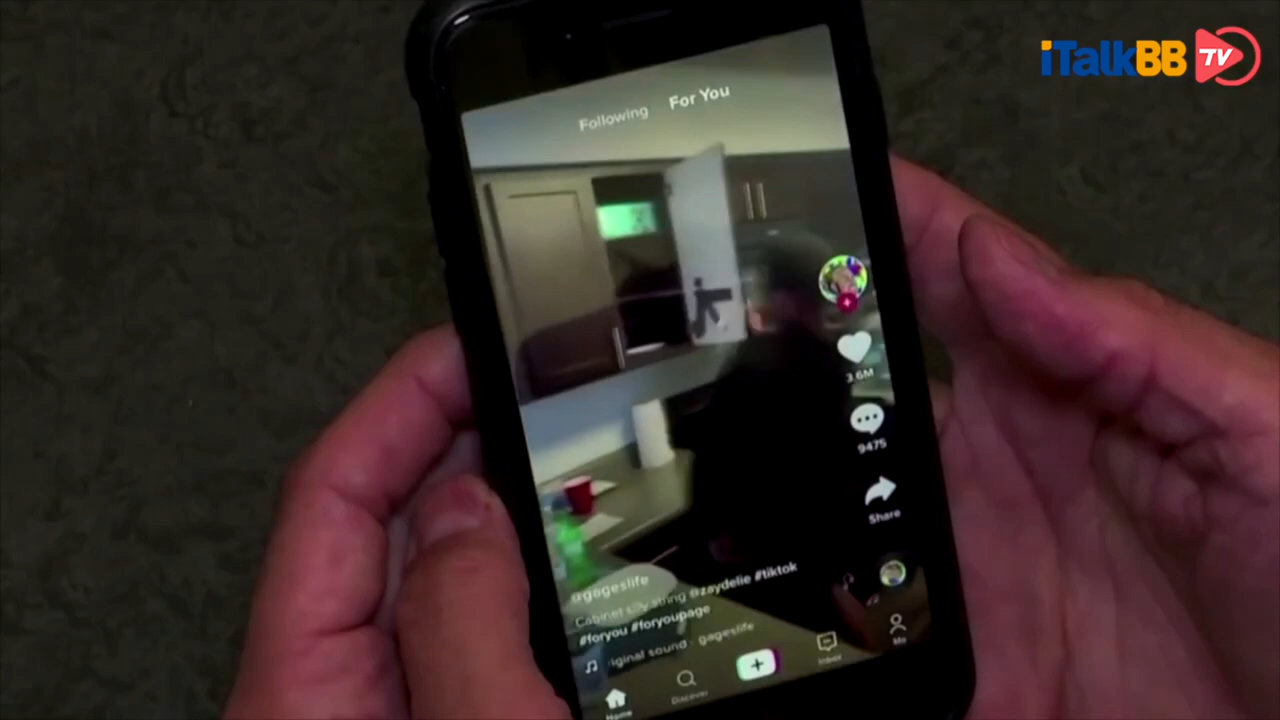 iTalkBB TV
Following For You
3.6M
9475
Share
@gageslife
Cabinet silly string @zaydelie #tiktok
#foryou #foryoupage
iginal sound - gageslife
Home
Discover
Inbox
Me